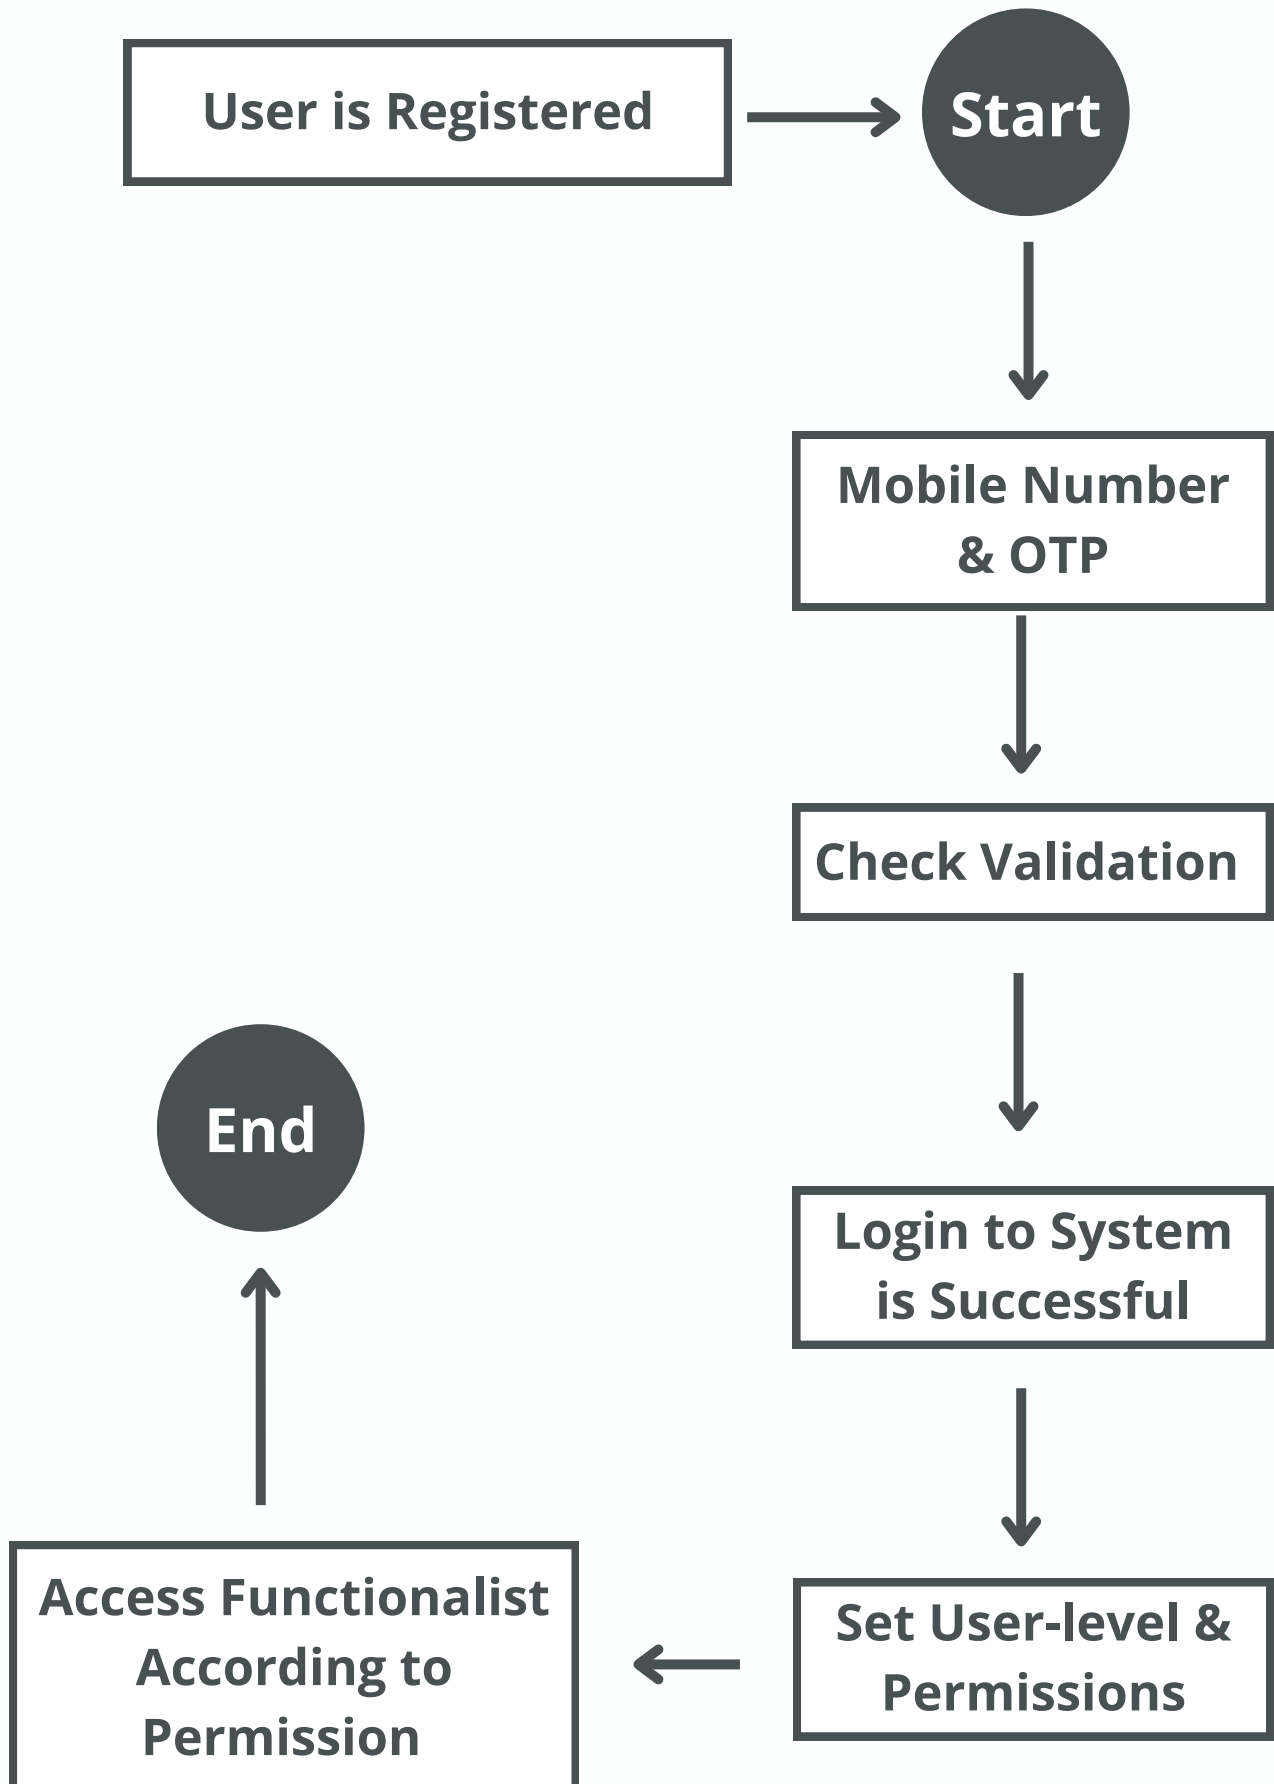 User is Registered
Start
Mobile Number
& OTP
Check Validation
Login to System
is Successful
Set User-level &
Permissions
Access Functionalist
According to
Permission
End